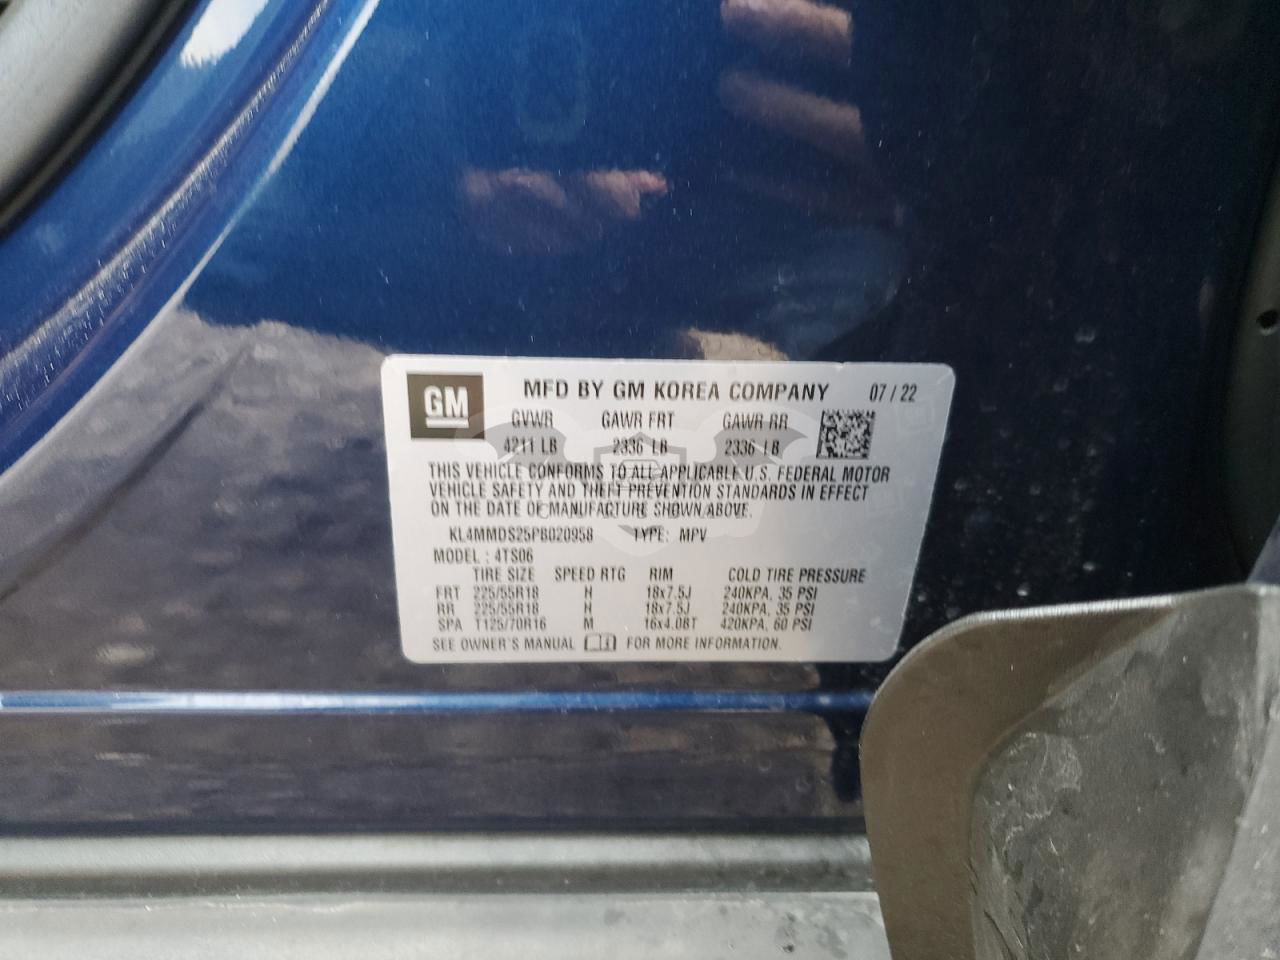 GM MFD BY GM KOREA COMPANY 07 / 22
GVWR GAWR FRT GAWR RR
4211 LB 2336 LB 2336 LB
THIS VEHICLE CONFORMS TO ALL APPLICABLE U.S. FEDERAL MOTOR
VEHICLE SAFETY AND THEFT PREVENTION STANDARDS IN EFFECT
ON THE DATE OF MANUFACTURE SHOWN ABOVE.
KL4MMDS25PB020958 TYPE: MPV
MODEL : 4TS06
TIRE SIZE SPEED RTG RIM COLD TIRE PRESSURE
FRT 225/55R18 H 18x7.5J 240KPA, 35 PSI
RR 225/55R18 H 18x7.5J 240KPA, 35 PSI
SPA T125/70R16 M 16x4.0BT 420KPA, 60 PSI
SEE OWNER'S MANUAL FOR MORE INFORMATION.